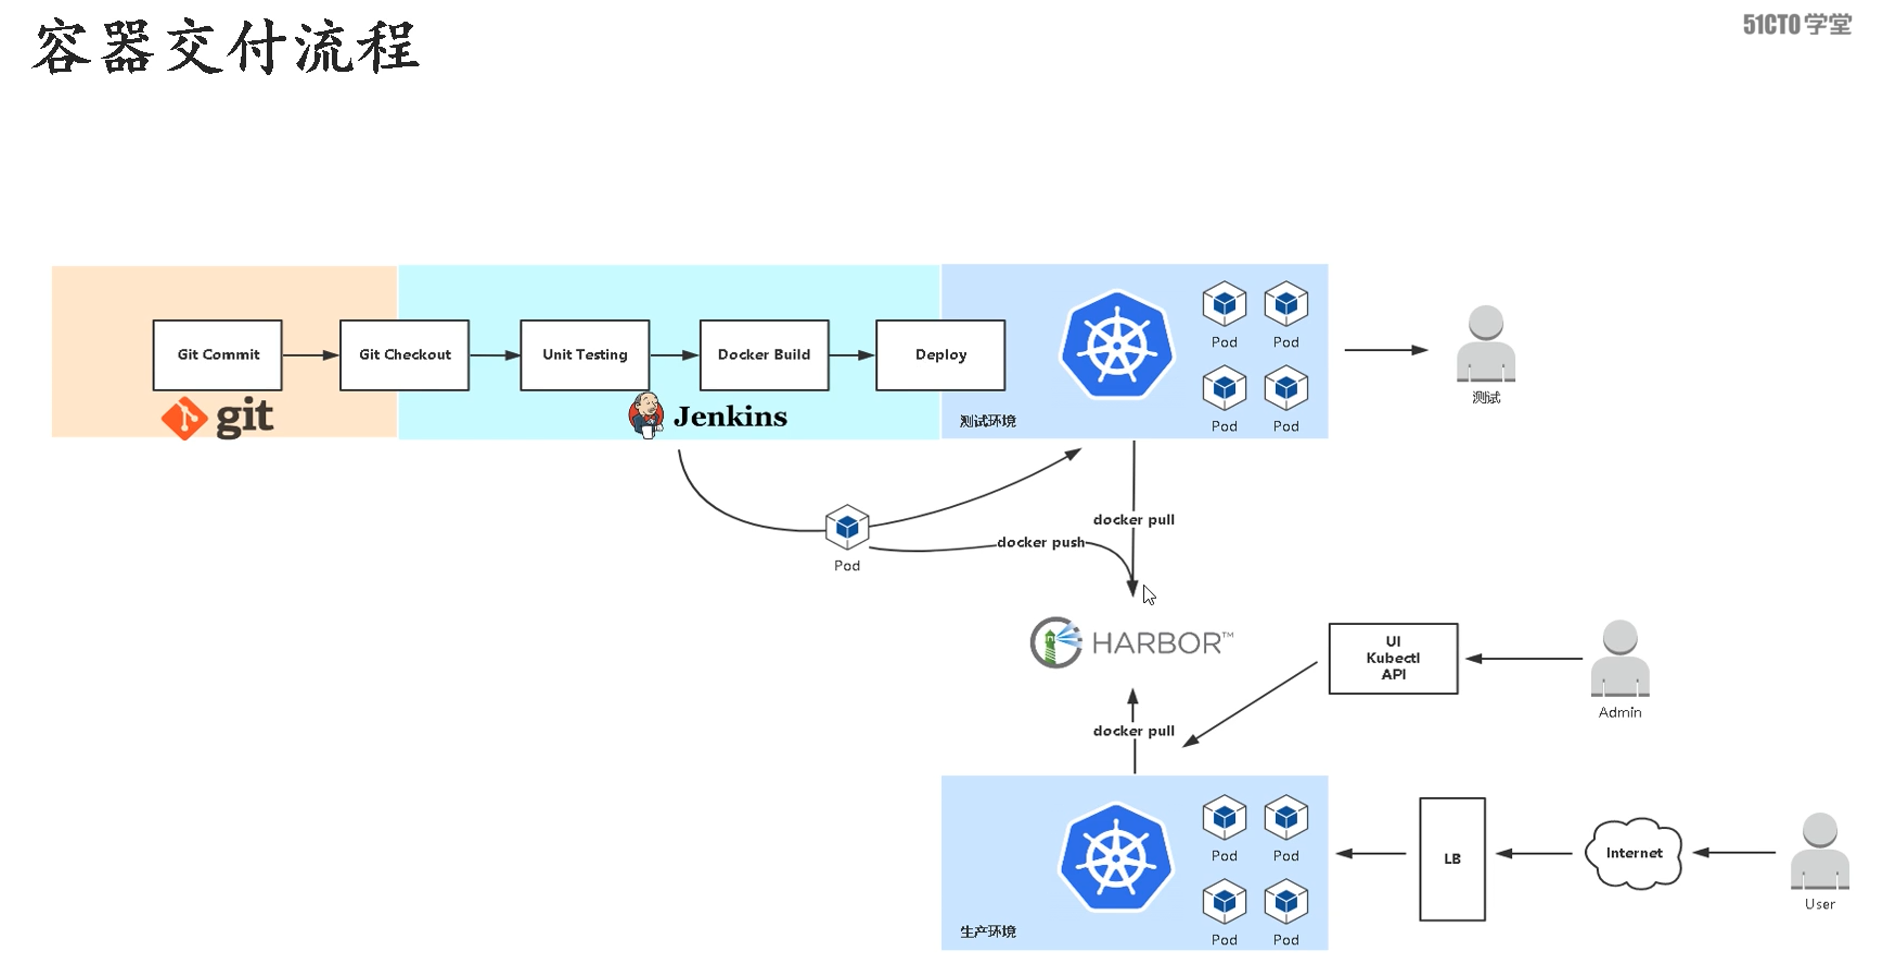 容器交付流程
51CTO学堂
Git Commit
Git Checkout
Unit Testing
Docker Build
Deploy
git
Jenkins
测试环境
Pod
Pod
Pod
Pod
测试
Pod
docker pull
docker push
HARBOR™
UI
Kubectl
API
Admin
docker pull
生产环境
Pod
Pod
Pod
Pod
LB
Internet
User